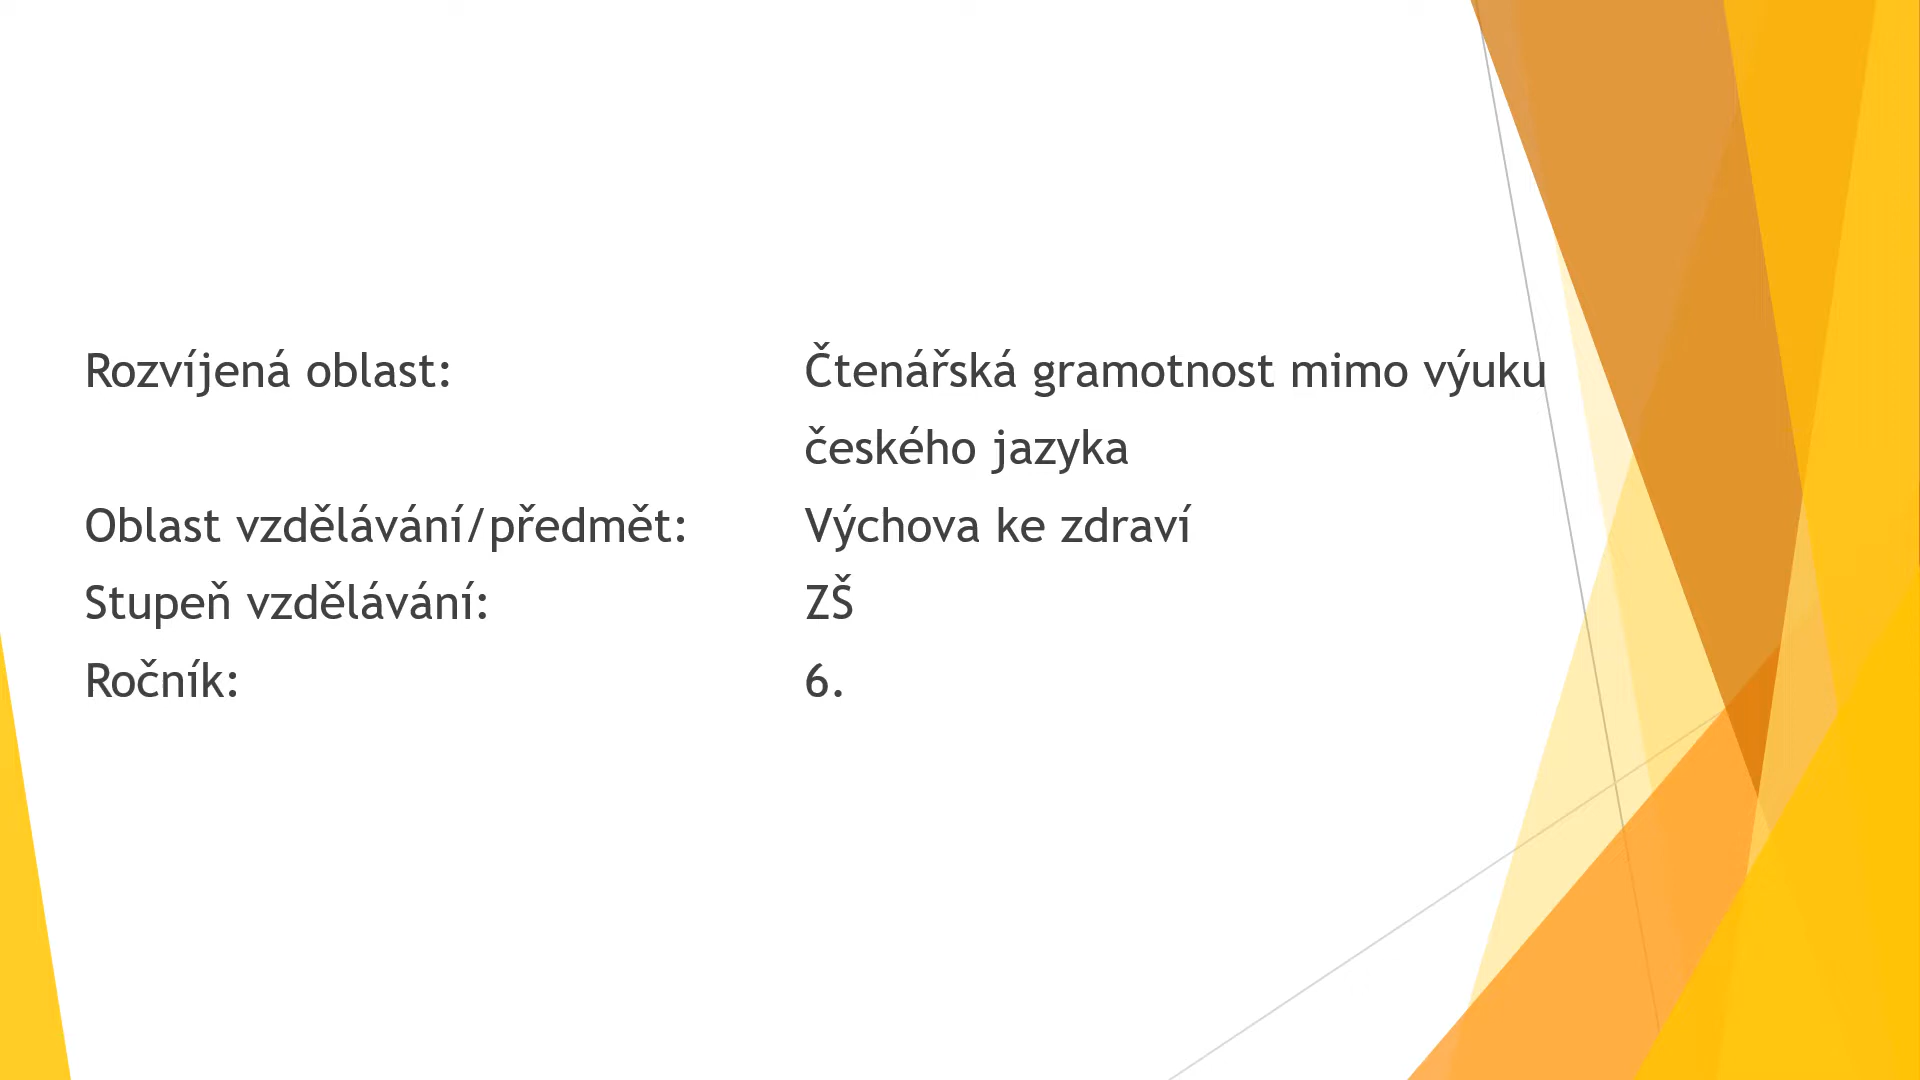 Rozvíjená oblast: Čtenářská gramotnost mimo výuku
českého jazyka
Oblast vzdělávání/předmět: Výchova ke zdraví
Stupeň vzdělávání: ZŠ
Ročník: 6.